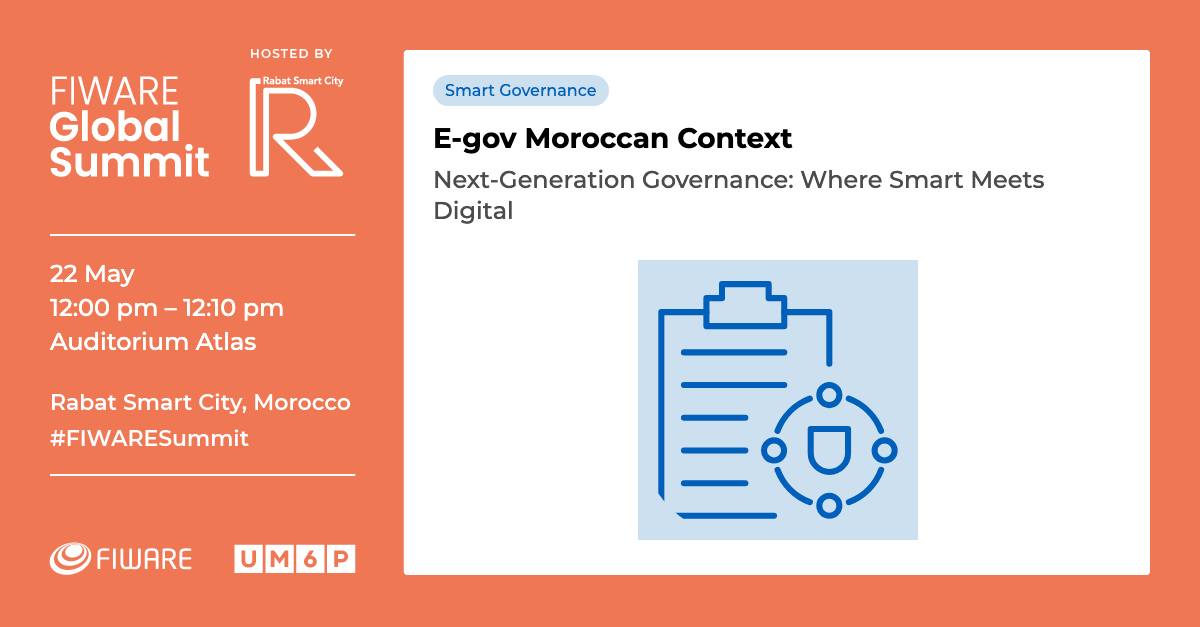 HOSTED BY
FIWARE
Global
Summit
Rabat Smart City
R
22 May
12:00 pm – 12:10 pm
Auditorium Atlas
Rabat Smart City, Morocco
#FIWARESummit
FIWARE
UM6P
Smart Governance
E-gov Moroccan Context
Next-Generation Governance: Where Smart Meets
Digital